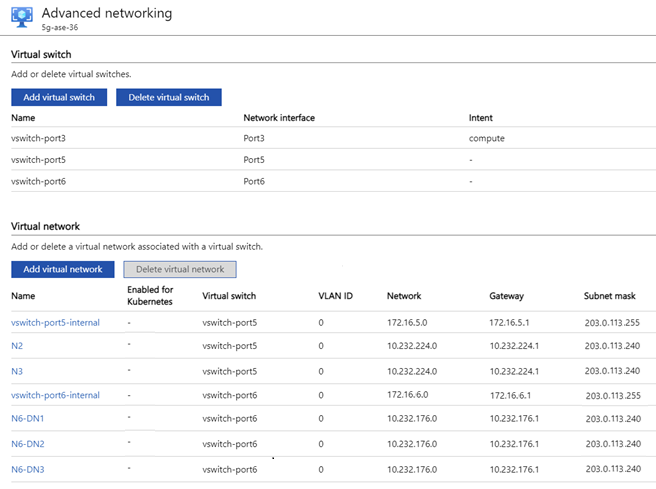 Advanced networking
5g-ase-36
Virtual switch
Add or delete virtual switches.
Add virtual switch Delete virtual switch
Name Network interface Intent
vswitch-port3 Port3 compute
vswitch-port5 Port5 -
vswitch-port6 Port6 -
Virtual network
Add or delete a virtual network associated with a virtual switch.
Add virtual network Delete virtual network
Name Enabled for Kubernetes Virtual switch VLAN ID Network Gateway Subnet mask
vswitch-port5-internal - vswitch-port5 0 172.16.5.0 172.16.5.1 203.0.113.255
N2 - vswitch-port5 0 10.232.224.0 10.232.224.1 203.0.113.240
N3 - vswitch-port5 0 10.232.224.0 10.232.224.1 203.0.113.240
vswitch-port6-internal - vswitch-port6 0 172.16.6.0 172.16.6.1 203.0.113.255
N6-DN1 - vswitch-port6 0 10.232.176.0 10.232.176.1 203.0.113.240
N6-DN2 - vswitch-port6 0 10.232.176.0 10.232.176.1 203.0.113.240
N6-DN3 - vswitch-port6 0 10.232.176.0 10.232.176.1 203.0.113.240